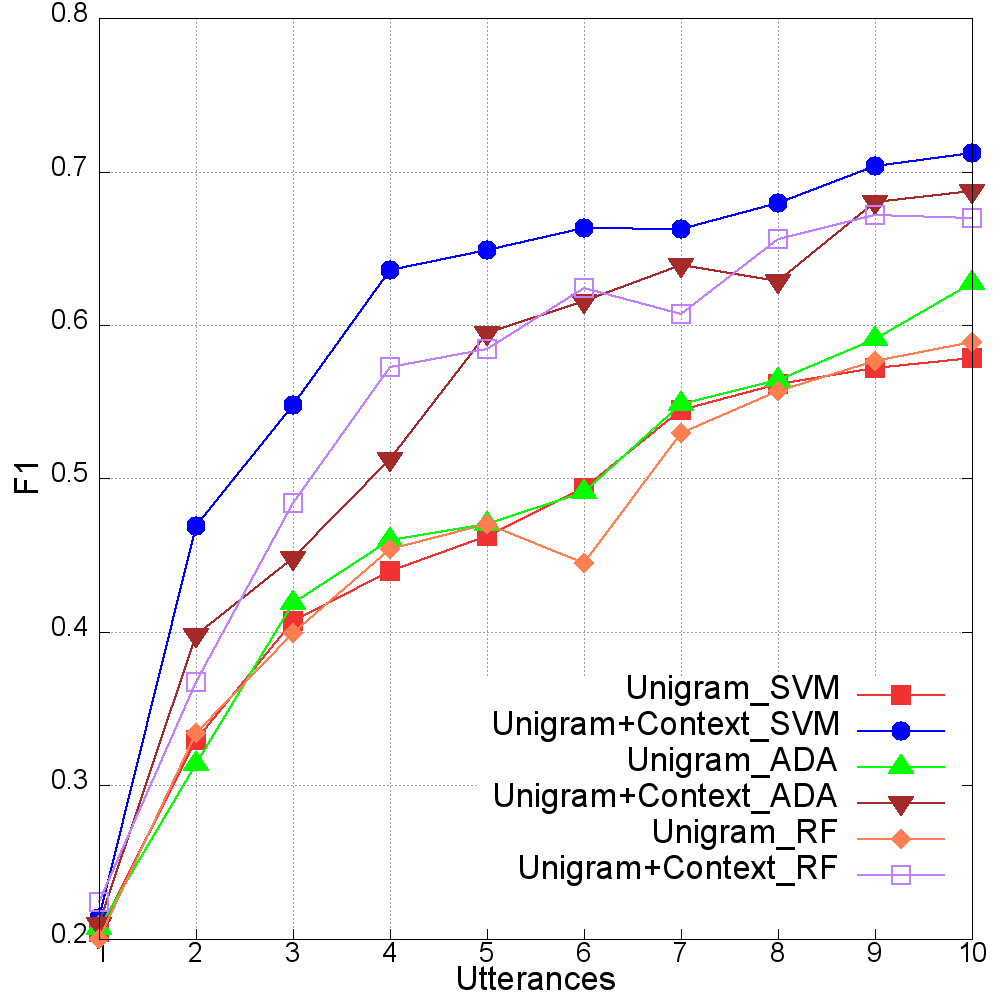 0.8
0.7
0.6
0.5
0.4
0.3
0.2
F1
Unigram_SVM
Unigram+Context_SVM
Unigram_ADA
Unigram+Context_ADA
Unigram_RF
Unigram+Context_RF
1 2 3 4 5 6 7 8 9 10
Utterances